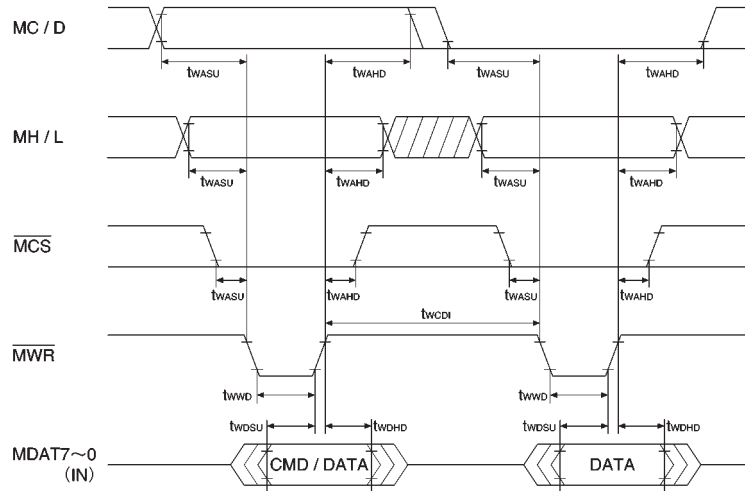 MC / D
tWASU tWAHD tWASU tWAHD
MH / L
tWASU tWAHD tWASU tWAHD
MCS
tWASU tWAHD tWASU tWAHD
tWCDI
MWR
tWWD tWWD
tWDSU tWDHD tWDSU tWDHD
MDAT7~0 CMD / DATA DATA
(IN)